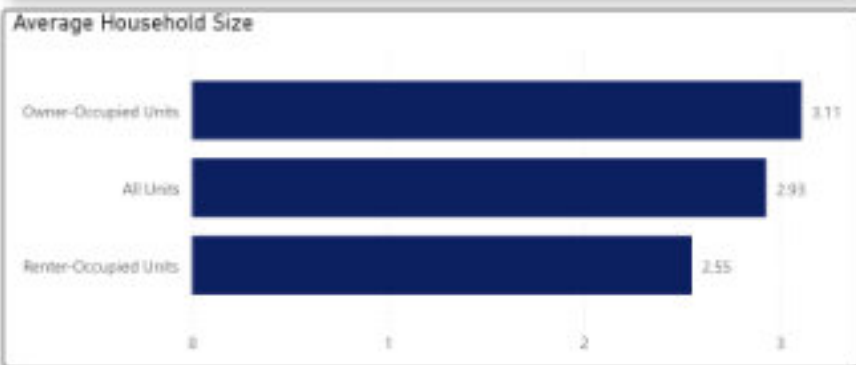 Average Household Size
Owner-Occupied Units 3.11
All Units 2.93
Renter-Occupied Units 2.55
0 1 2 3